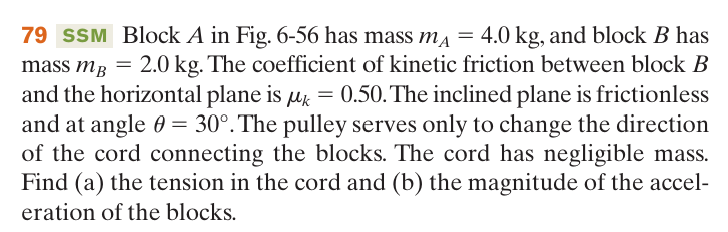 79 SSM Block A in Fig. 6-56 has mass mA = 4.0 kg, and block B has
mass mB = 2.0 kg. The coefficient of kinetic friction between block B
and the horizontal plane is μk = 0.50. The inclined plane is frictionless
and at angle θ = 30°. The pulley serves only to change the direction
of the cord connecting the blocks. The cord has negligible mass.
Find (a) the tension in the cord and (b) the magnitude of the accel-
eration of the blocks.